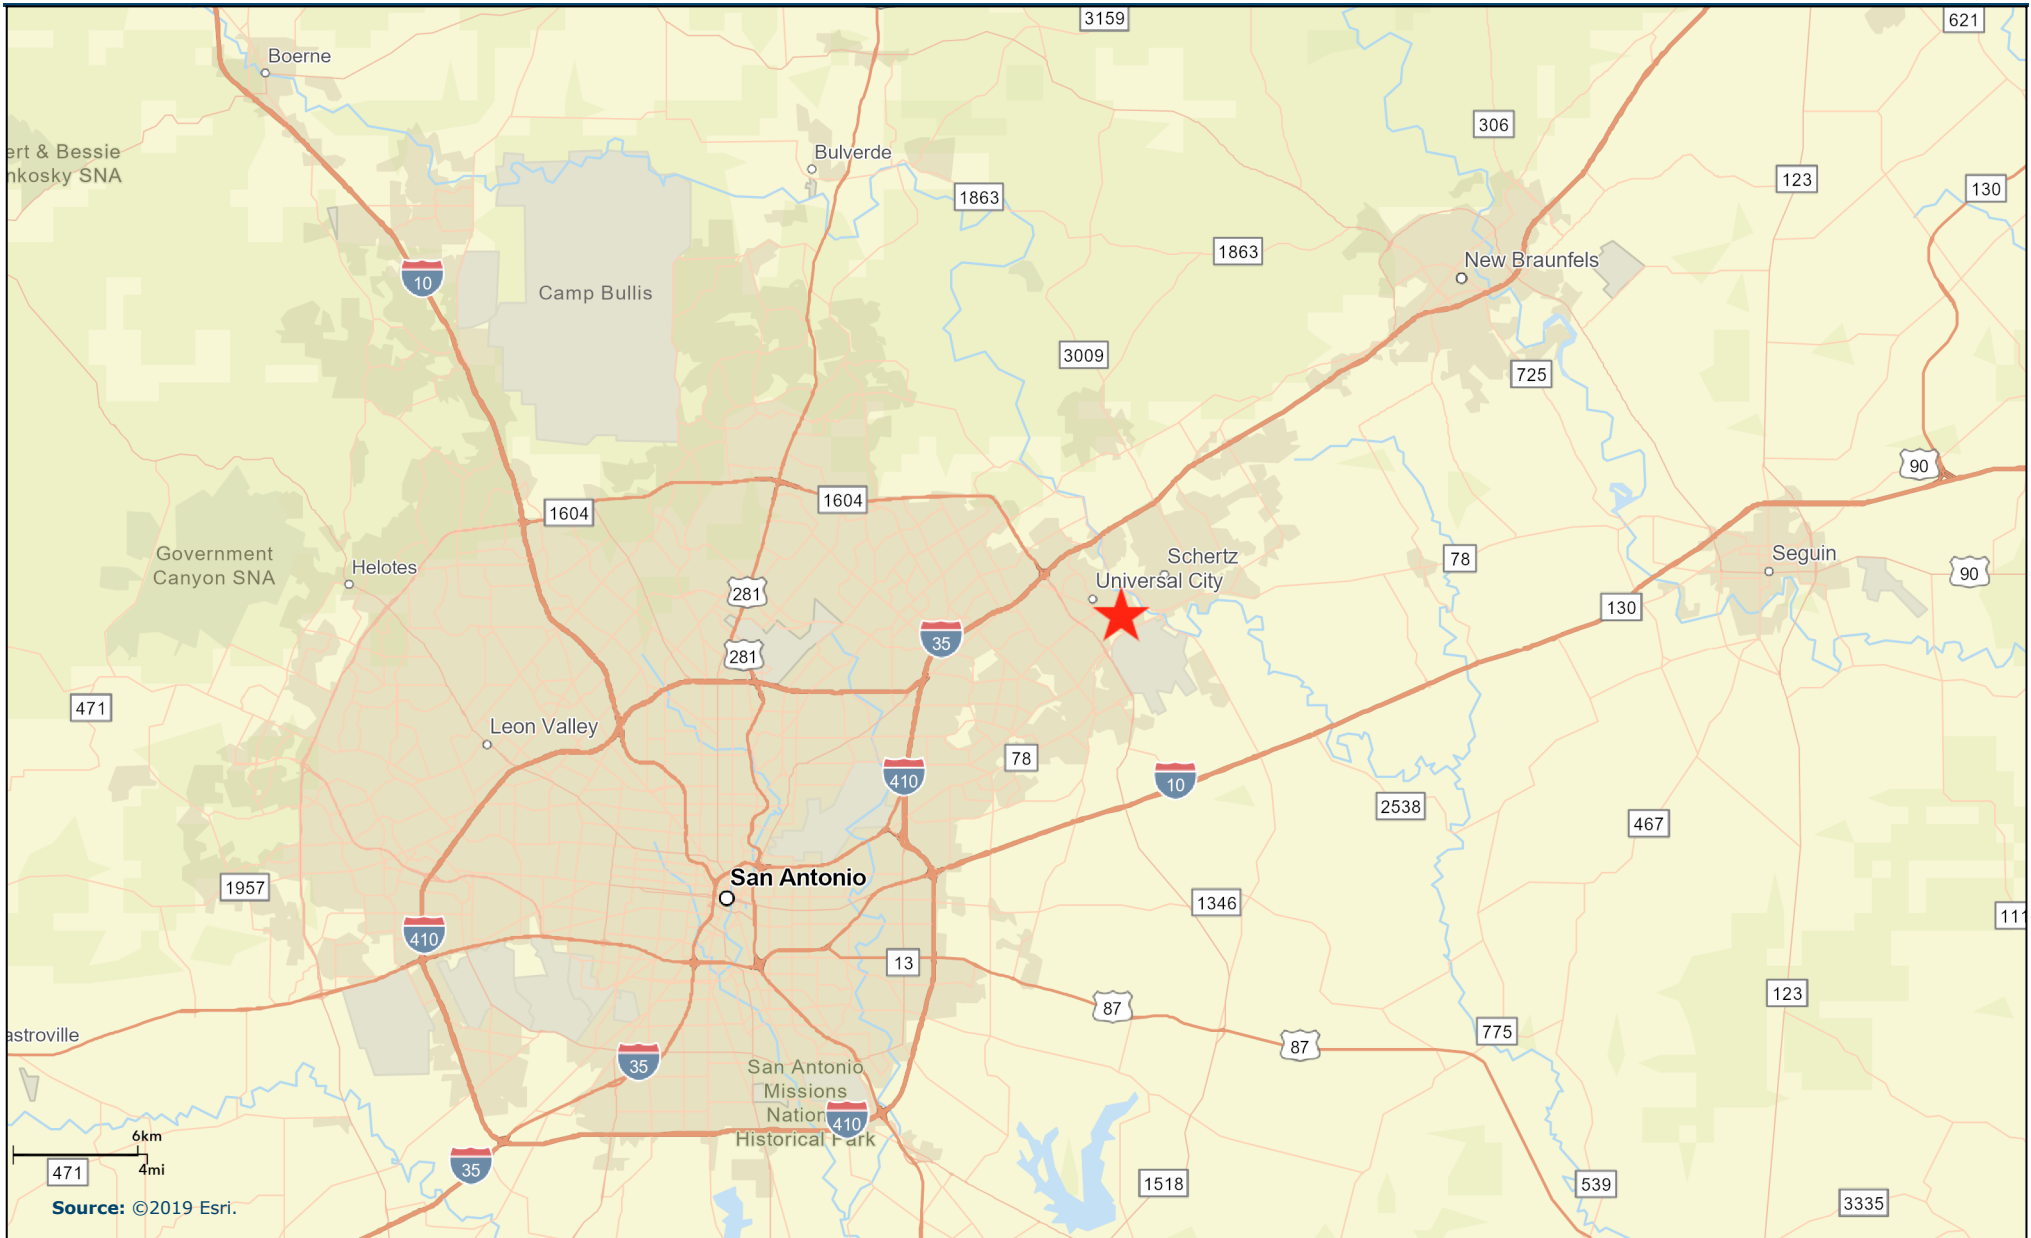 3159
621
Boerne
306
ert & Bessie
nkosky SNA
Bulverde
123
130
1863
1863
New Braunfels
10
Camp Bullis
3009
725
90
1604
1604
Government
Canyon SNA
Helotes
Schertz
Universal City
78
Seguin
90
281
130
35
281
471
Leon Valley
78
410
10
2538
467
San Antonio
1957
1346
111
410
13
123
87
astroville
775
87
35
San Antonio
Missions
Nation
410
Historical Park
6km
4mi
471
35
1518
539
3335
Source: ©2019 Esri.